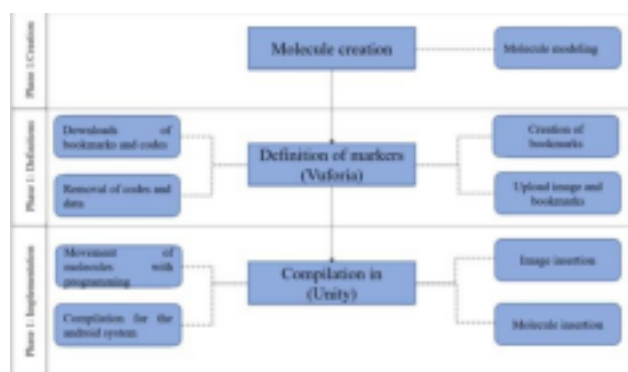 Phase 1:Creation
Molecule creation
Molecule modeling
Phase 1: Definitions
Downloads of
bookmarks and codes
Removal of codes and
data
Definition of markers
(Vuforia)
Creation of
bookmarks
Upload image and
bookmarks
Phase 1: Implementation
Movement of
molecules with
programming
Compilation for the
android system
Compilation in
(Unity)
Image insertion
Molecule insertion